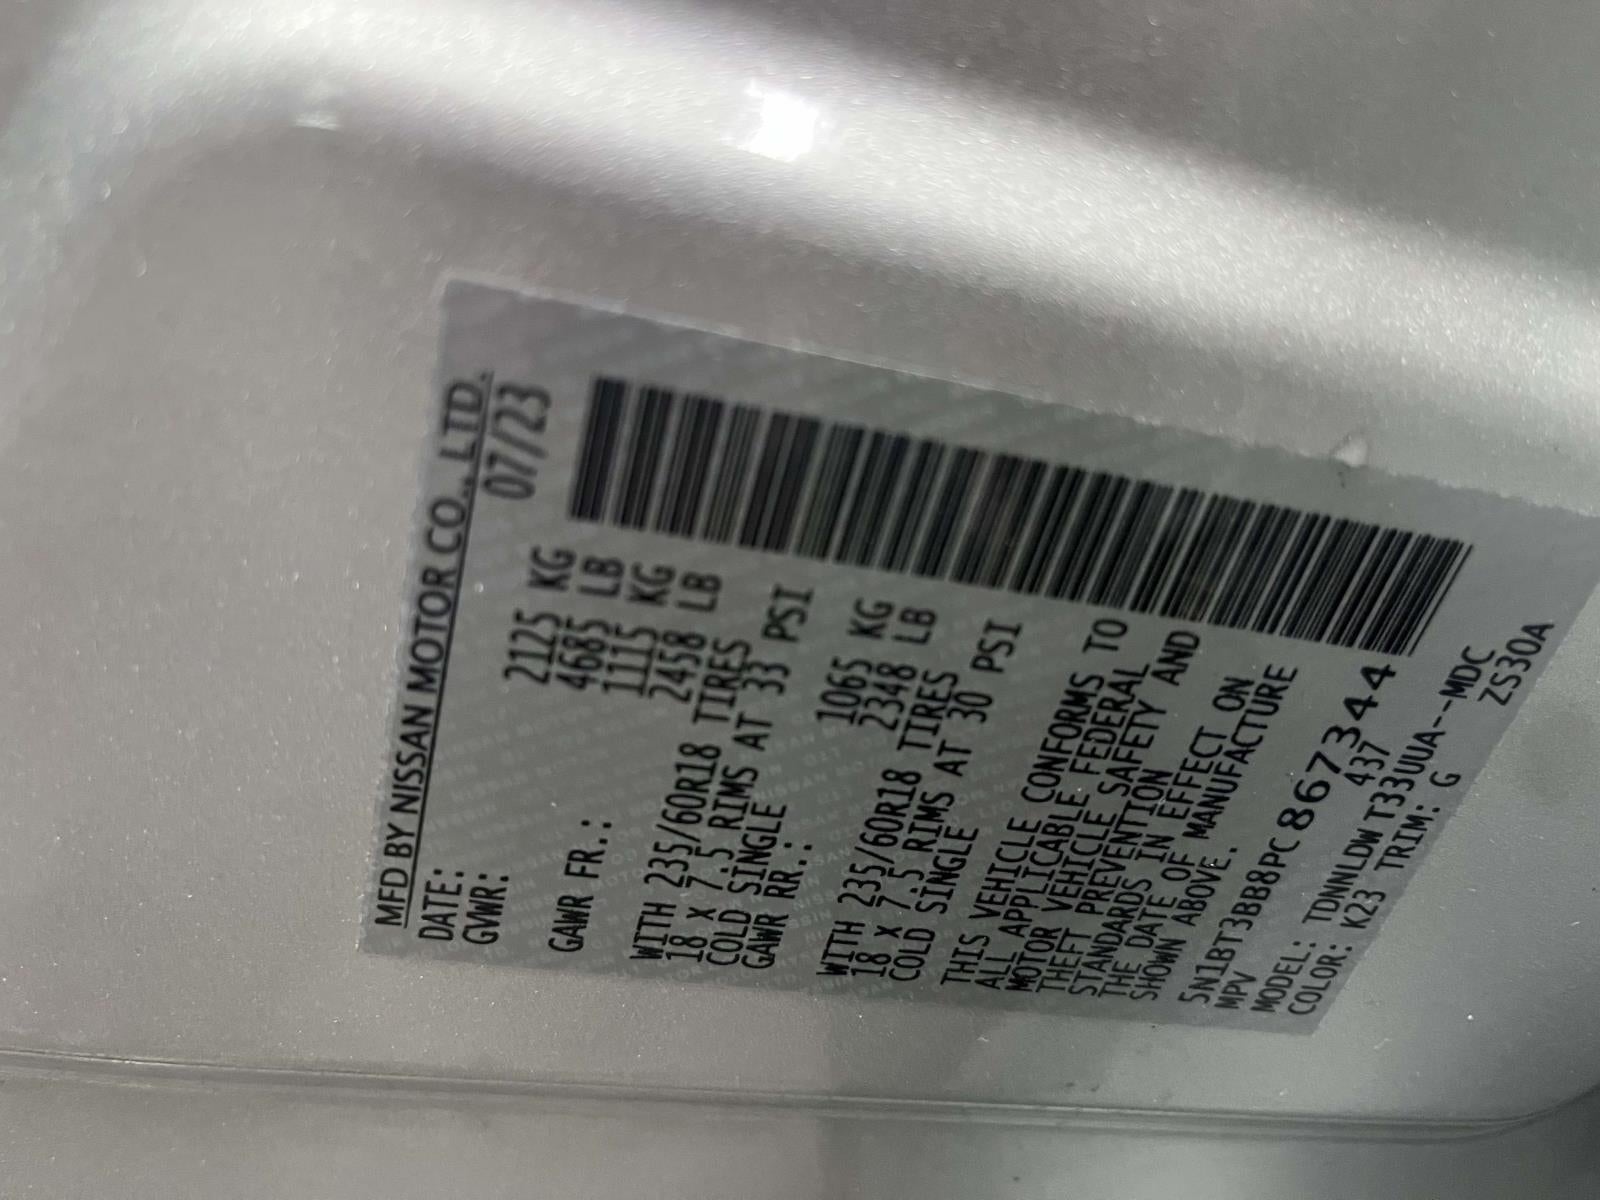 MFD BY NISSAN MOTOR CO., LTD.
DATE: 07/23
GVWR: 2125 KG
4685 LB
GAWR FR.: 1115 KG
2458 LB
WITH 235/60R18 TIRES
18 X 7.5 RIMS AT 33 PSI
COLD SINGLE
GAWR RR.: 1065 KG
2348 LB
WITH 235/60R18 TIRES
18 X 7.5 RIMS AT 30 PSI
COLD SINGLE
THIS VEHICLE CONFORMS TO
ALL APPLICABLE FEDERAL
MOTOR VEHICLE SAFETY AND
THEFT PREVENTION
STANDARDS IN EFFECT ON
THE DATE OF MANUFACTURE
SHOWN ABOVE.
5N1BT3BB8PC867344
MPV 437
MODEL: TDNNLDW T33UUA--MDC
COLOR: K23 TRIM: G ZS330A